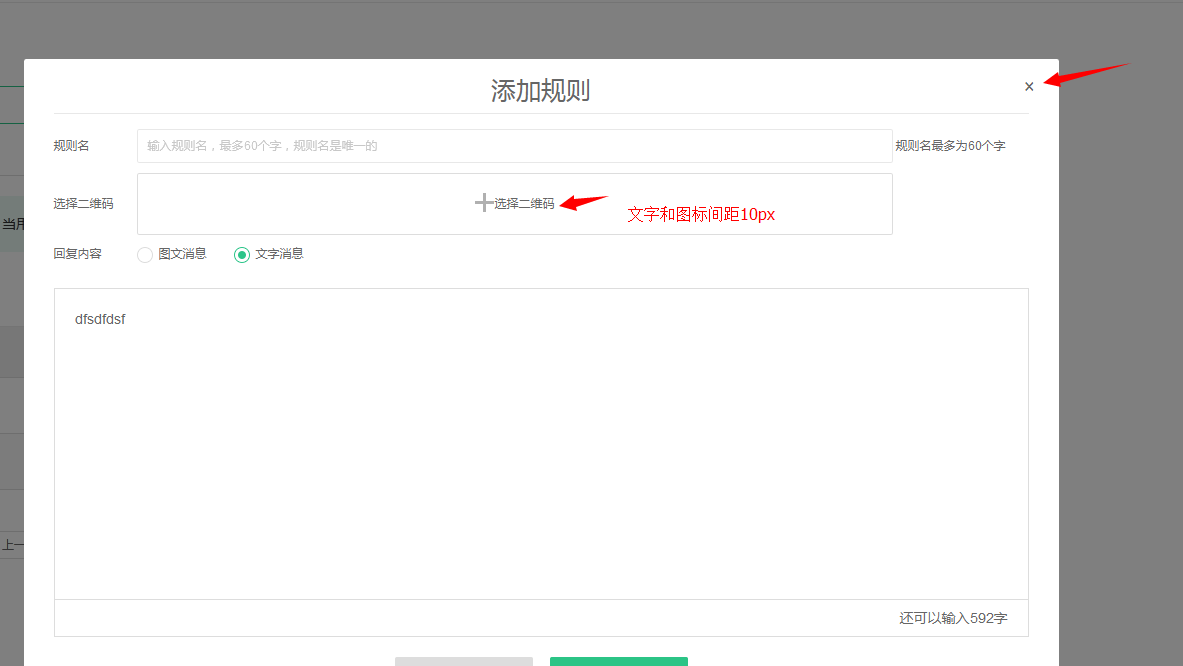 添加规则
×
规则名
输入规则名，最多60个字，规则名是唯一的
规则名最多为60个字
选择二维码
选择二维码
文字和图标间距10px
当用
回复内容
图文消息
文字消息
dfsdfdsf
上一
还可以输入592字